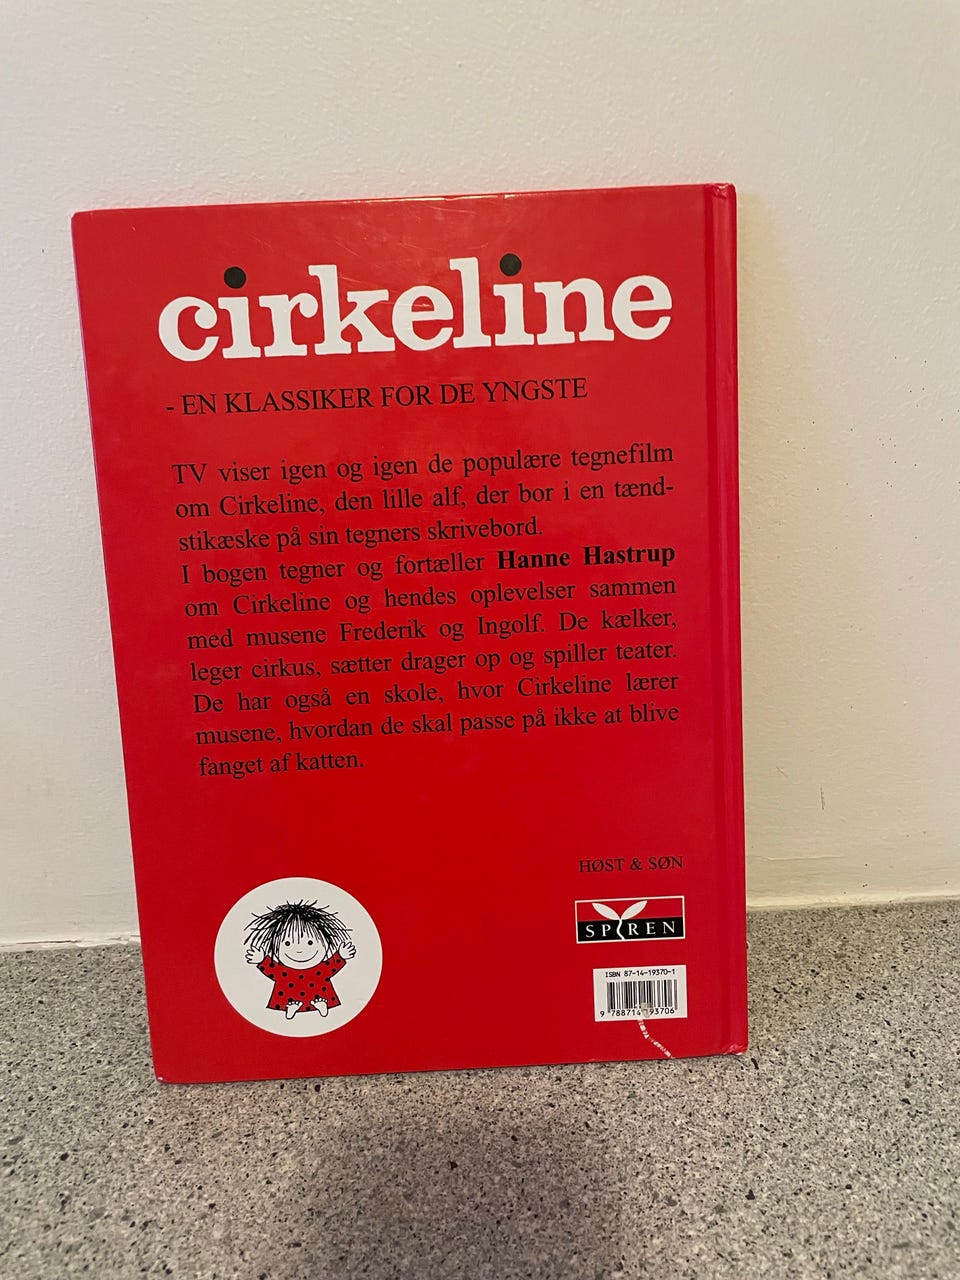 cirkeline
- EN KLASSIKER FOR DE YNGSTE
TV viser igen og igen de populære tegnefilm
om Cirkeline, den lille alf, der bor i en tænd-
stikæske på sin tegners skrivebord.
I bogen tegner og fortæller Hanne Hastrup
om Cirkeline og hendes oplevelser sammen
med musene Frederik og Ingolf. De kælker,
leger cirkus, sætter drager op og spiller teater.
De har også en skole, hvor Cirkeline lærer
musene, hvordan de skal passe på ikke at blive
fanget af katten.
HØST & SØN
SPIREN
ISBN 87-14-19370-1
9 788714 193706